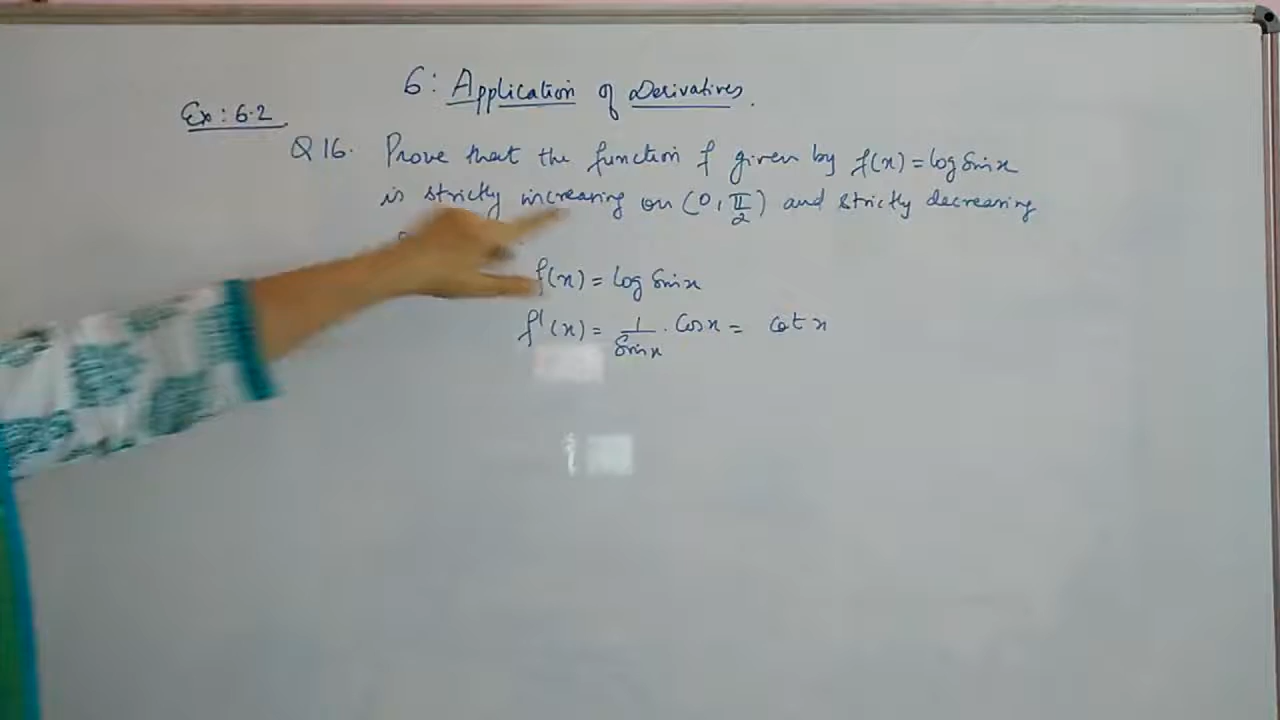 6: Application of Derivatives.
Ex: 6.2
Q 16. Prove that the function f given by f(x) = log Sin x
is strictly increasing on (0, π/2) and strictly decreasing
f(x) = log Sin x
f'(x) = 1/Sin x . Cos x = cot x